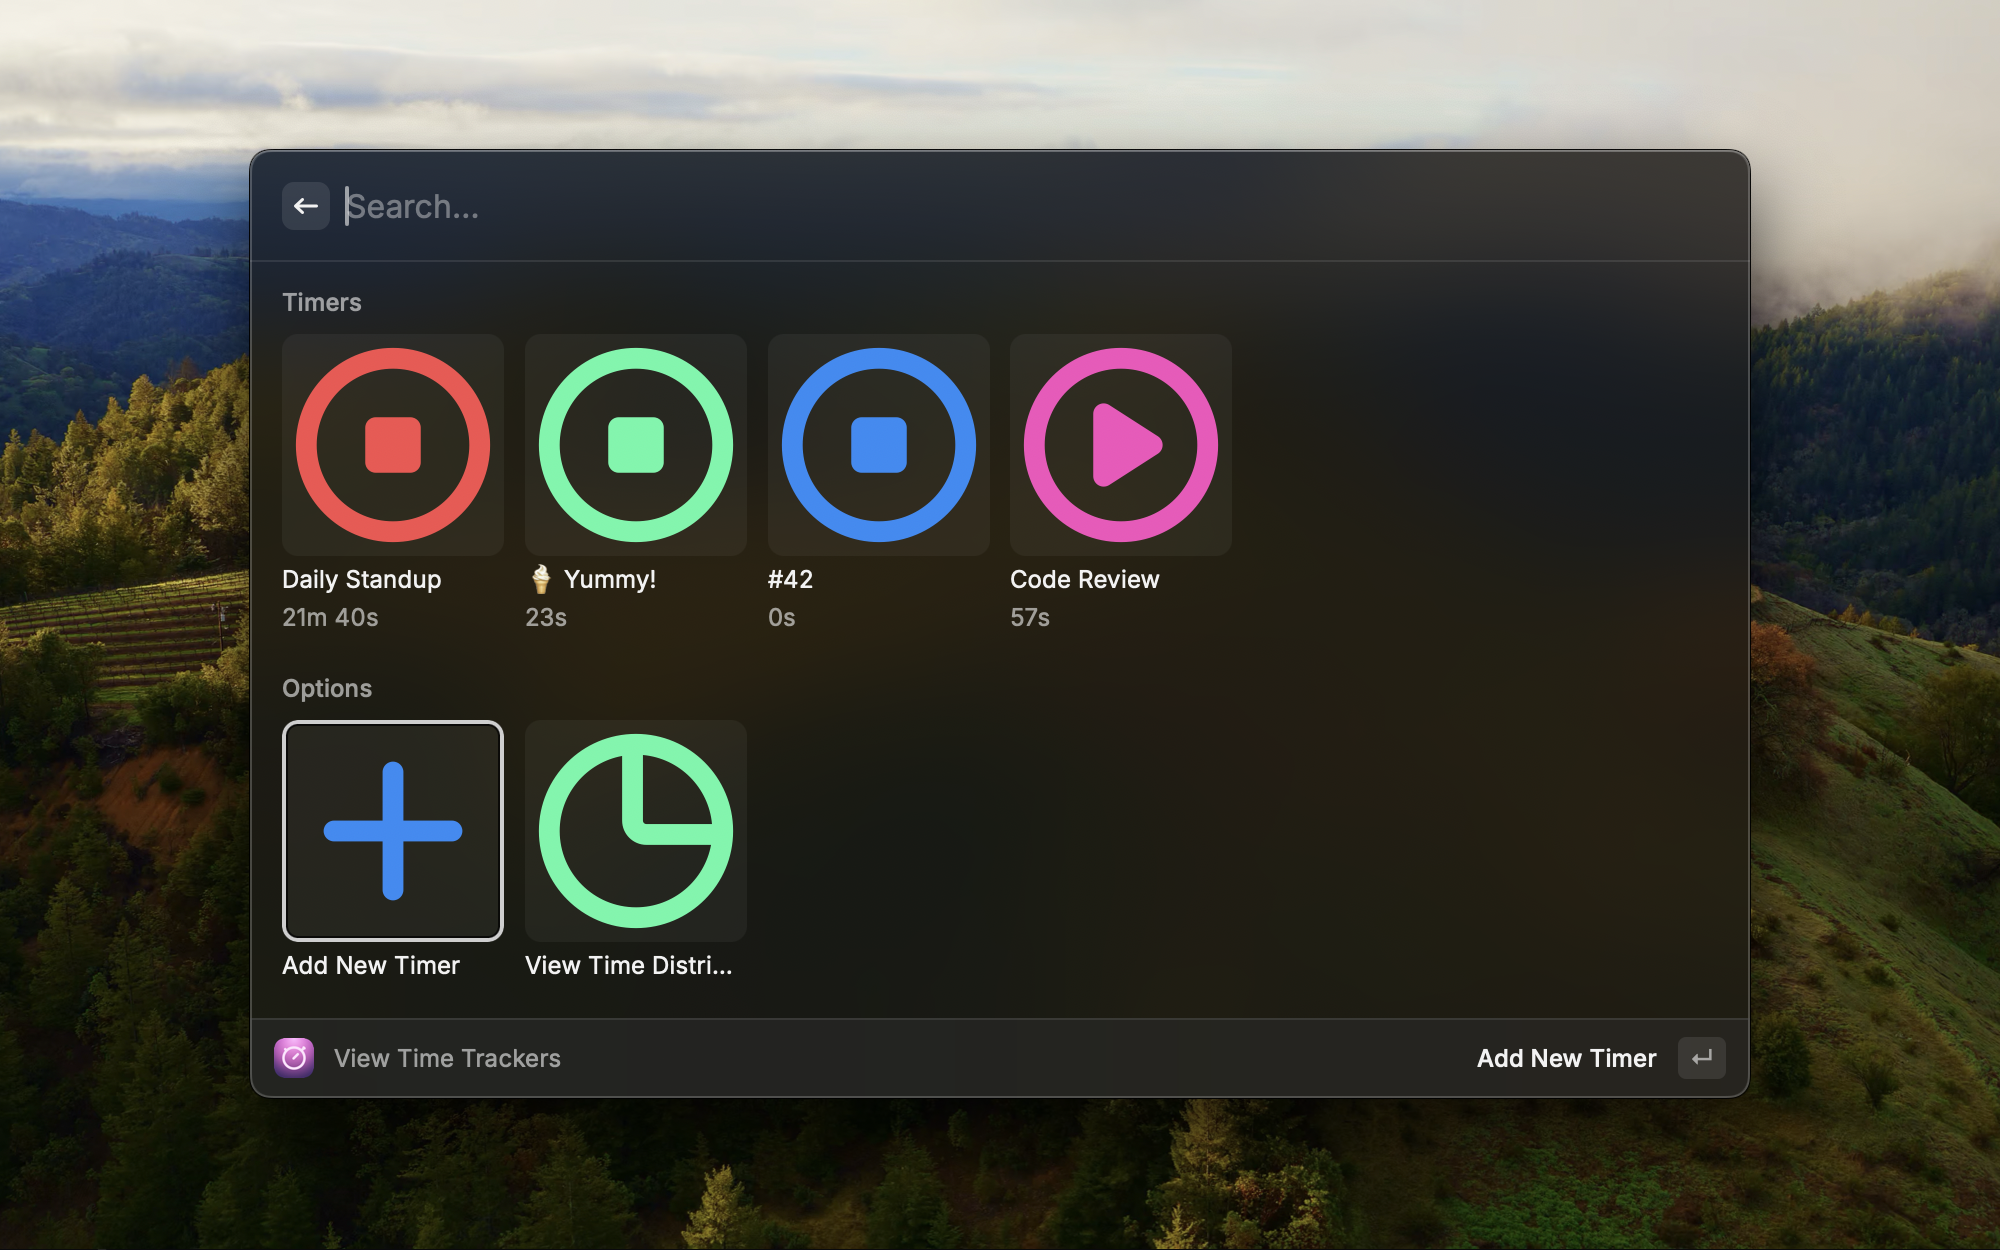 Search...
Timers
Daily Standup
21m 40s
🍦 Yummy!
23s
#42
0s
Code Review
57s
Options
Add New Timer
View Time Distri...
View Time Trackers
Add New Timer